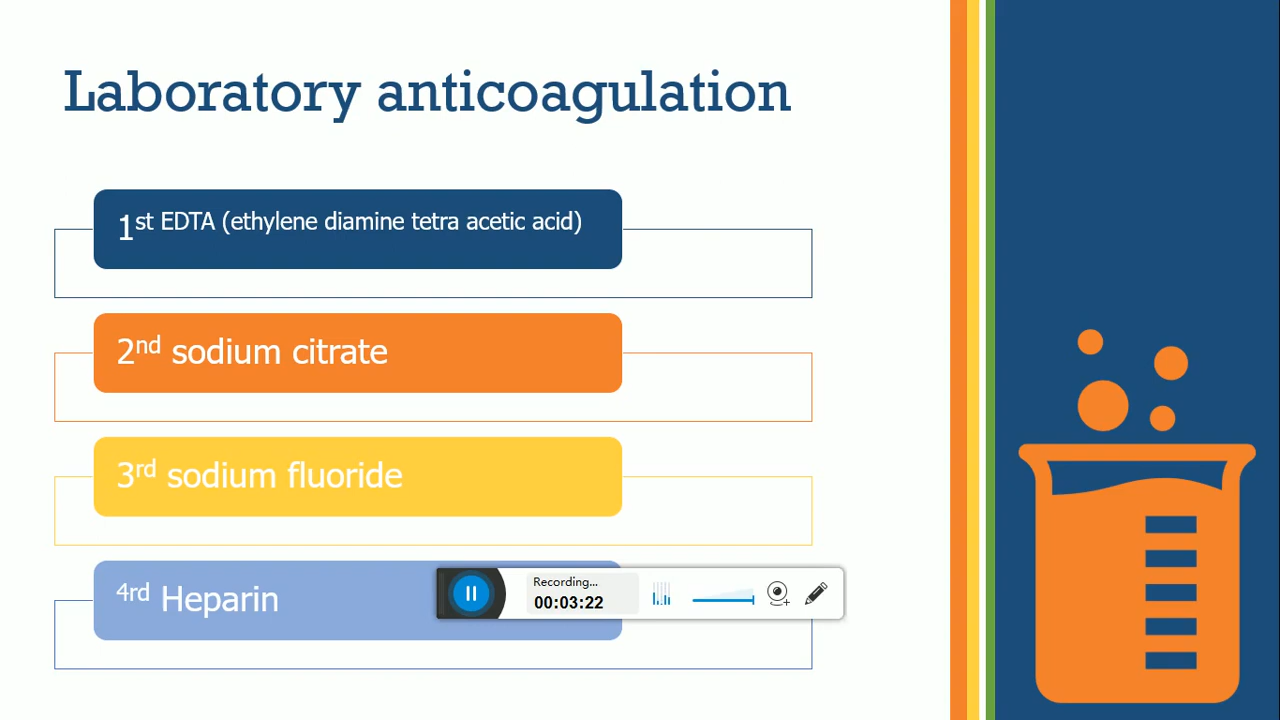 Laboratory anticoagulation
1st EDTA (ethylene diamine tetra acetic acid)
2nd sodium citrate
3rd sodium fluoride
4rd Heparin
Recording...
00:03:22